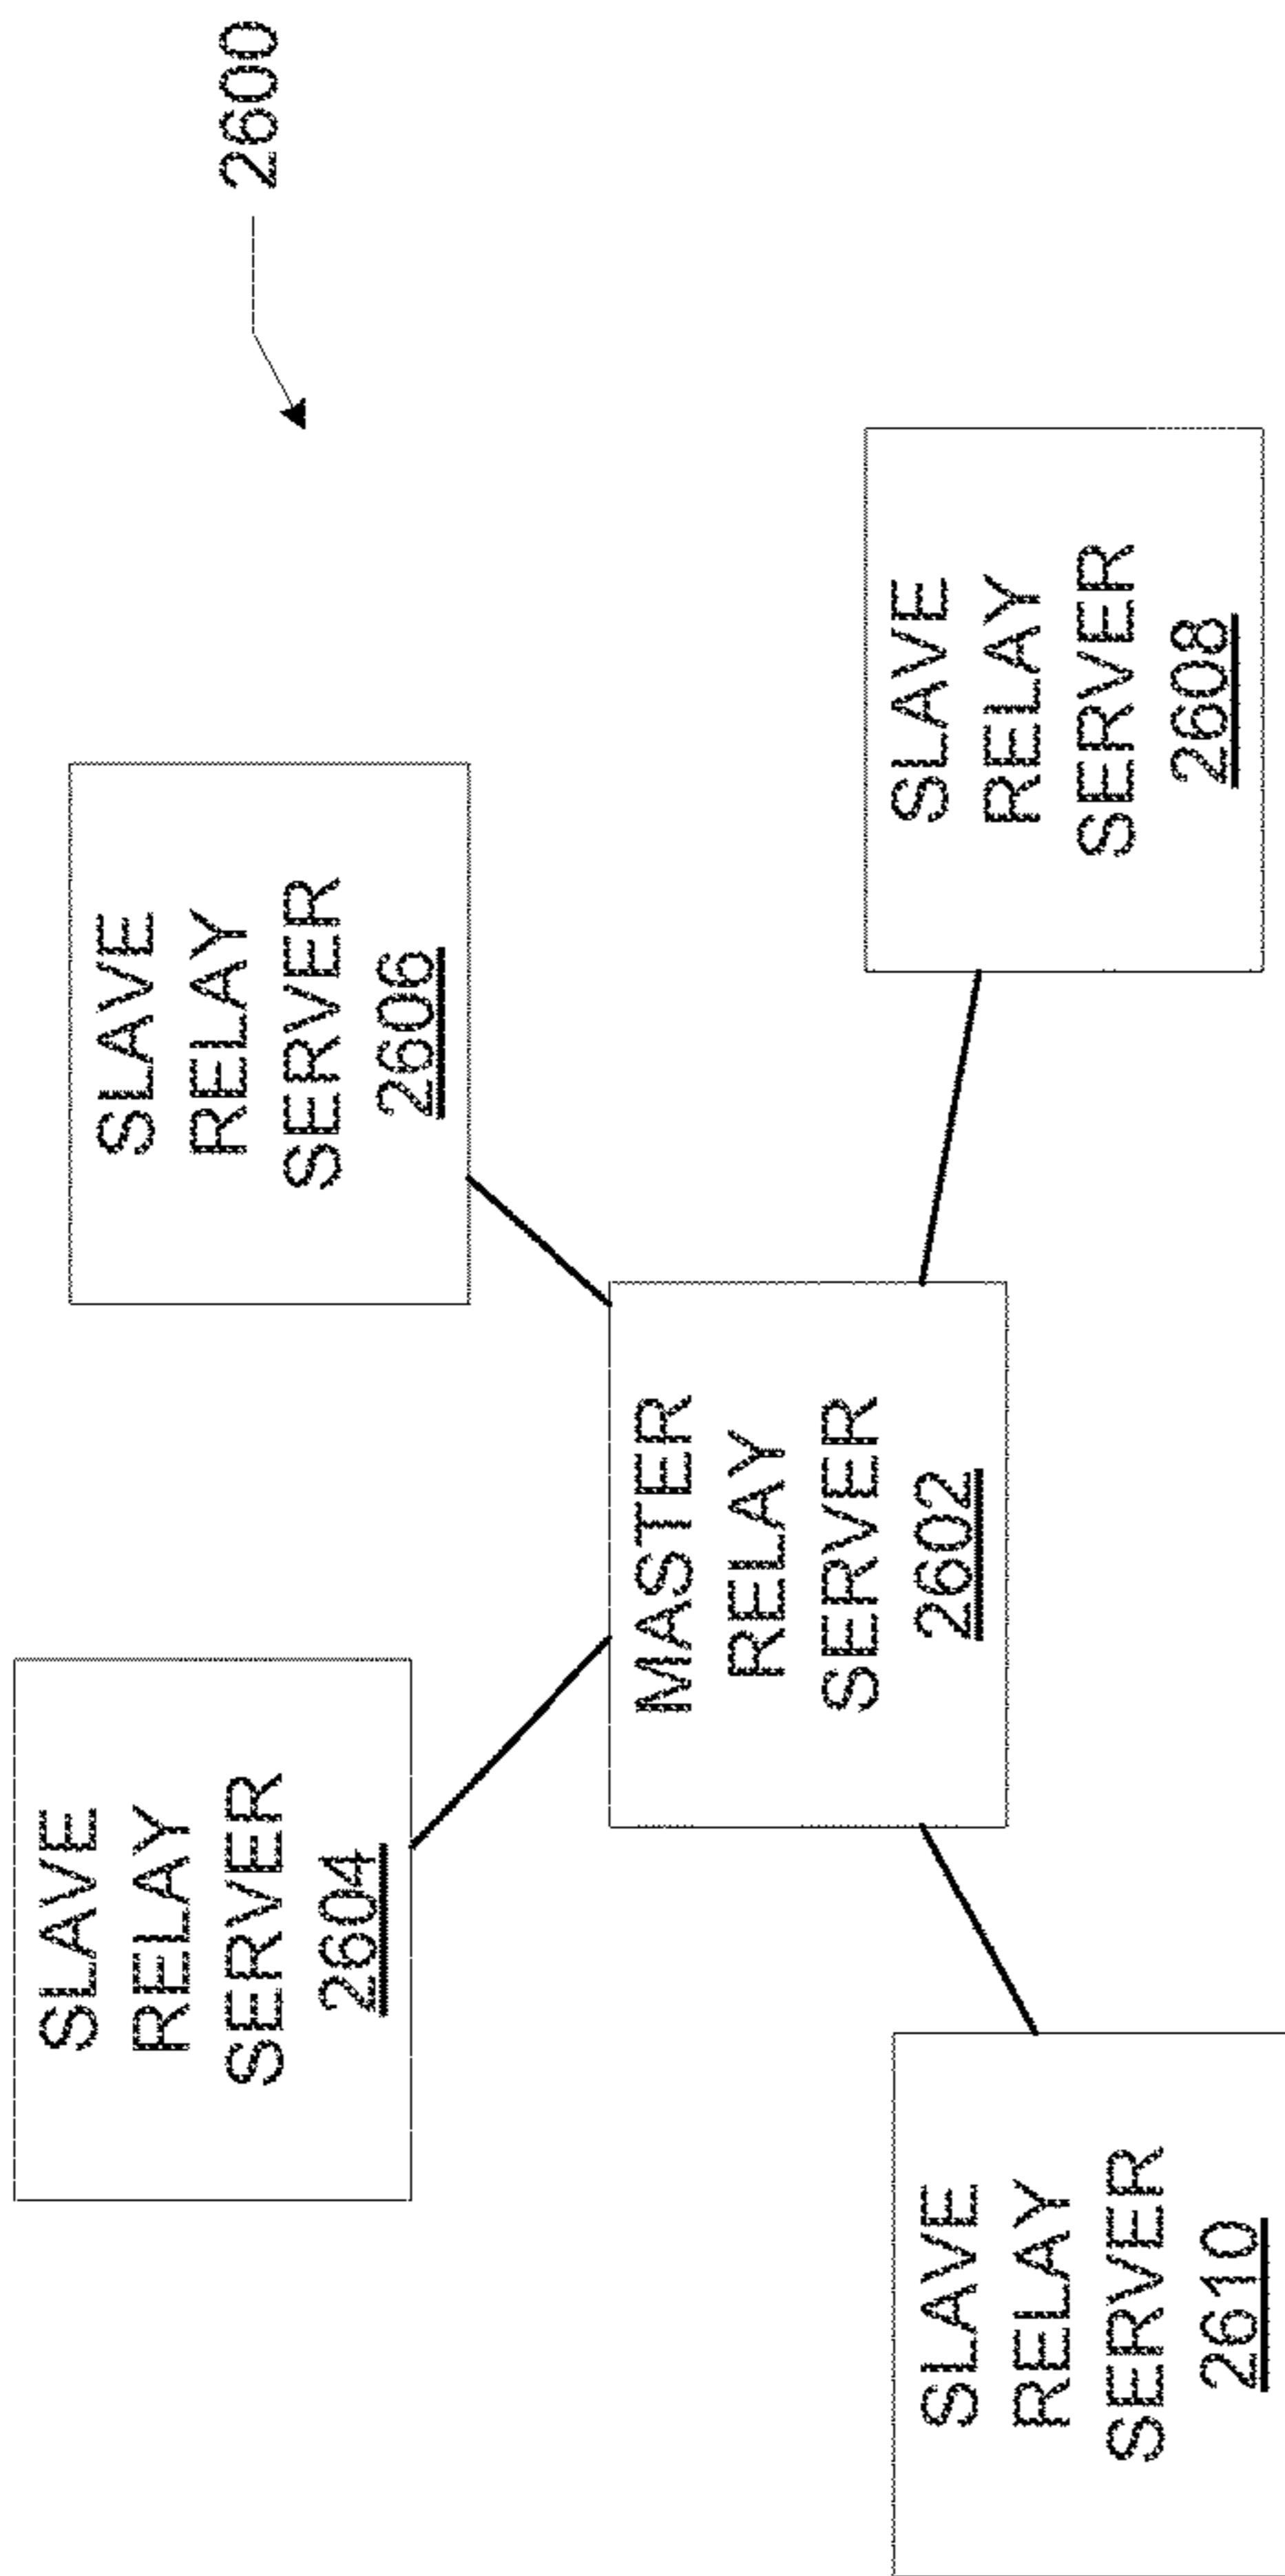 2600
SLAVE
RELAY
SERVER
2604
SLAVE
RELAY
SERVER
2606
MASTER
RELAY
SERVER
2602
SLAVE
RELAY
SERVER
2608
SLAVE
RELAY
SERVER
2610